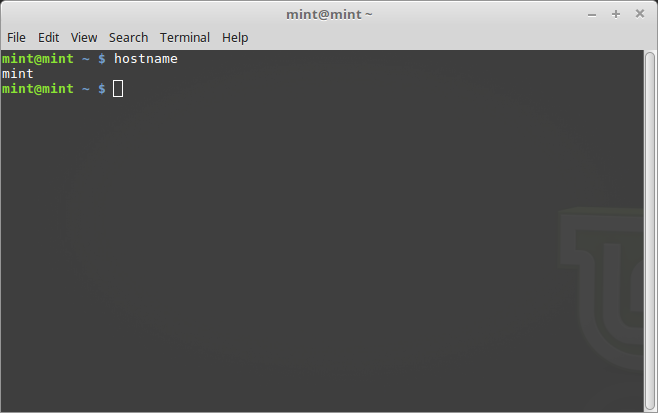 mint@mint ~
File Edit View Search Terminal Help
mint@mint ~ $ hostname
mint
mint@mint ~ $